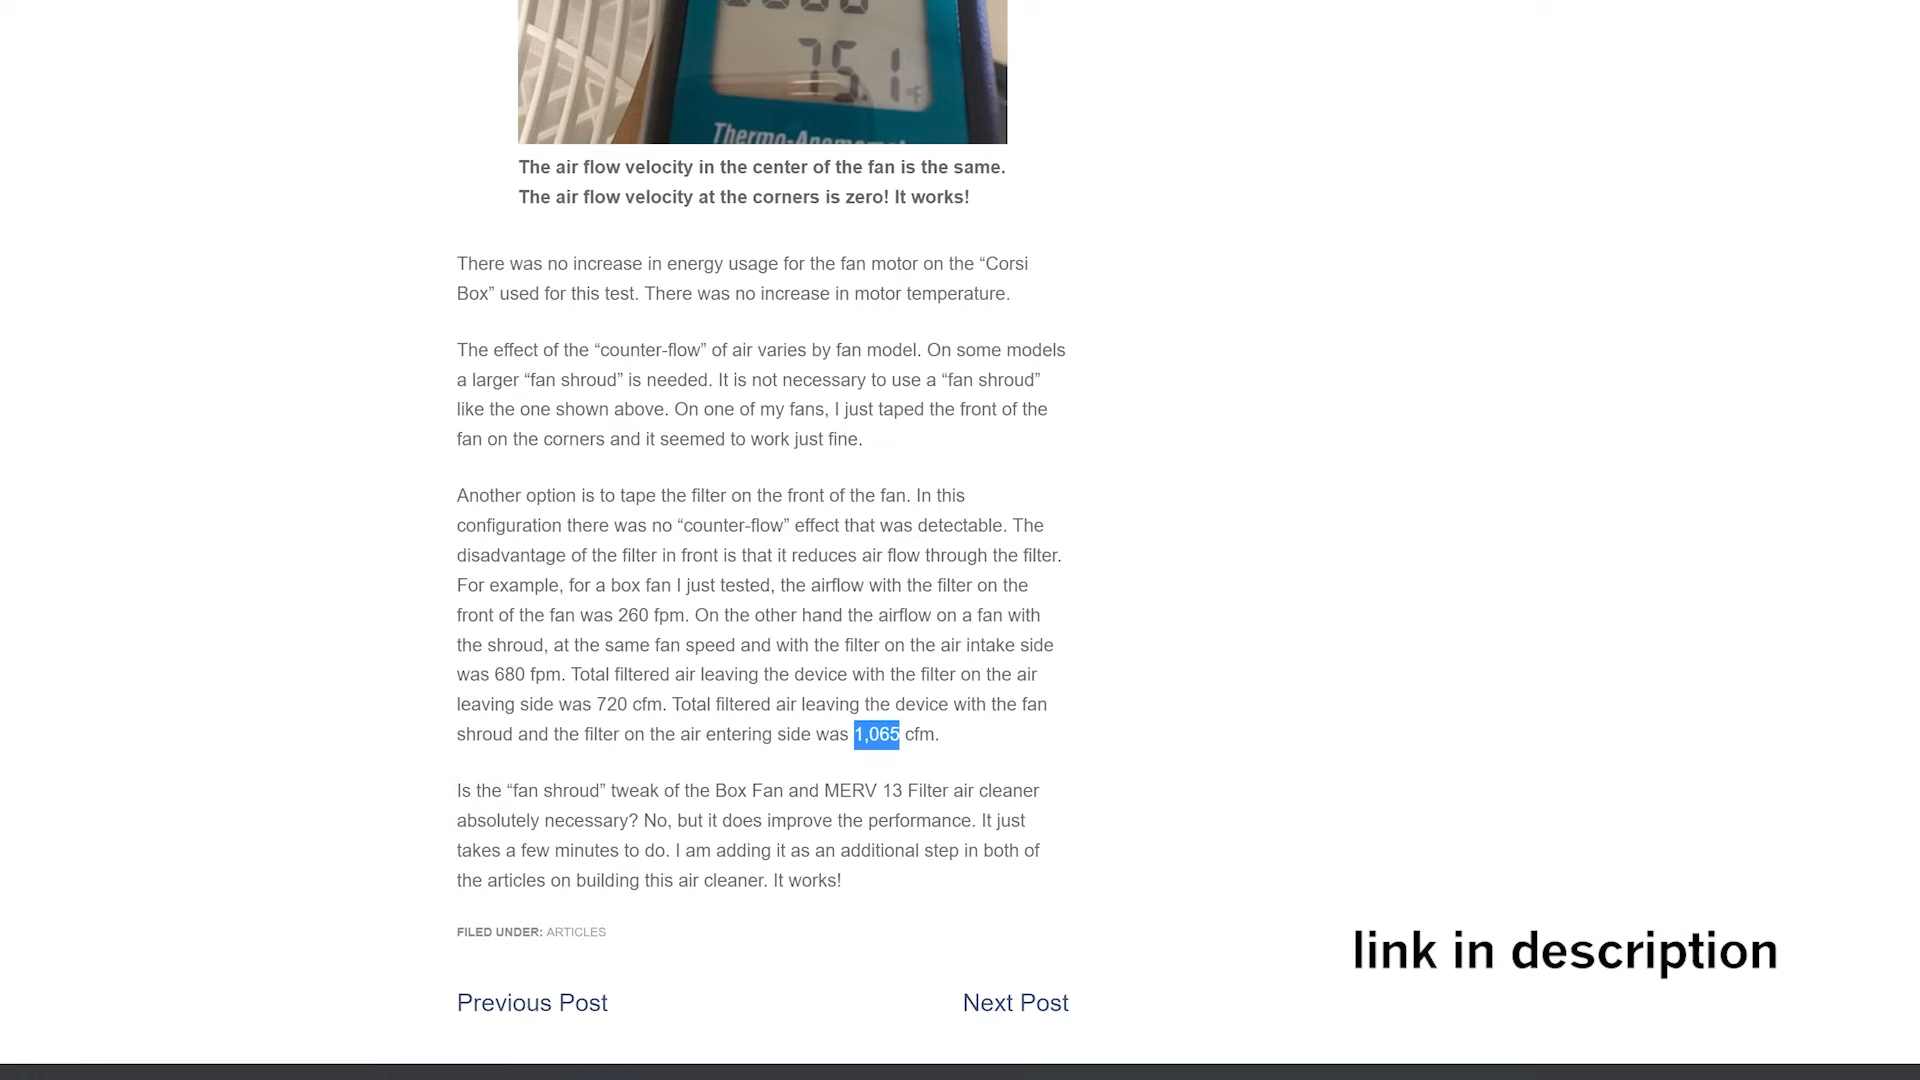 75.1°F
The air flow velocity in the center of the fan is the same.
The air flow velocity at the corners is zero! It works!
There was no increase in energy usage for the fan motor on the “Corsi
Box” used for this test. There was no increase in motor temperature.
The effect of the “counter-flow” of air varies by fan model. On some models
a larger “fan shroud” is needed. It is not necessary to use a “fan shroud”
like the one shown above. On one of my fans, I just taped the front of the
fan on the corners and it seemed to work just fine.
Another option is to tape the filter on the front of the fan. In this
configuration there was no “counter-flow” effect that was detectable. The
disadvantage of the filter in front is that it reduces air flow through the filter.
For example, for a box fan I just tested, the airflow with the filter on the
front of the fan was 260 fpm. On the other hand the airflow on a fan with
the shroud, at the same fan speed and with the filter on the air intake side
was 680 fpm. Total filtered air leaving the device with the filter on the air
leaving side was 720 cfm. Total filtered air leaving the device with the fan
shroud and the filter on the air entering side was 1,065 cfm.
Is the “fan shroud” tweak of the Box Fan and MERV 13 Filter air cleaner
absolutely necessary? No, but it does improve the performance. It just
takes a few minutes to do. I am adding it as an additional step in both of
the articles on building this air cleaner. It works!
FILED UNDER: ARTICLES
link in description
Previous Post Next Post